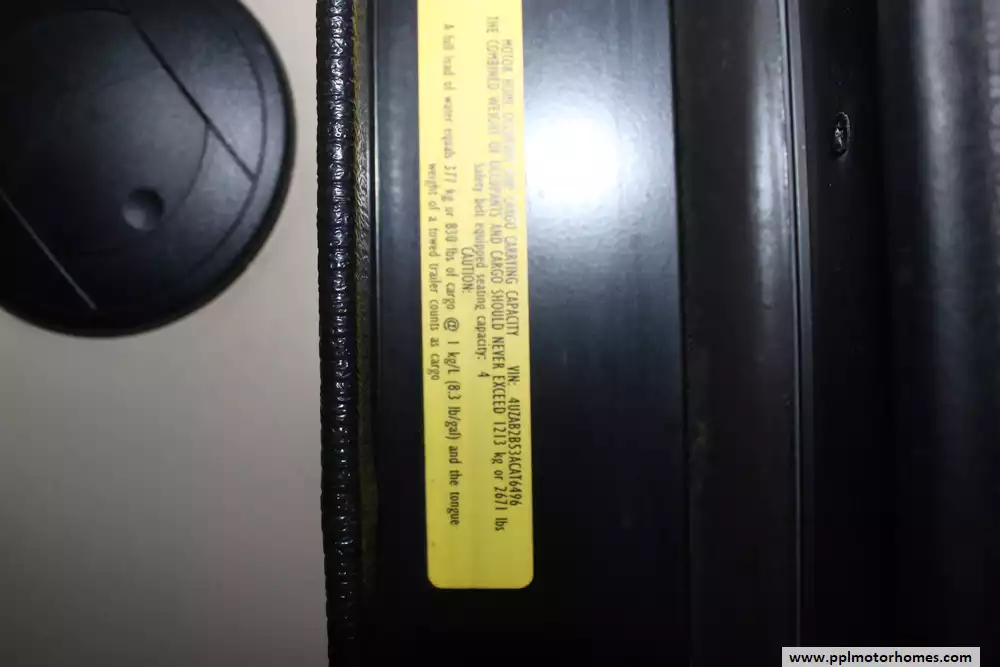 MOTOR HOME OCCUPANT AND CARGO CARRYING CAPACITY VIN: 4UZAB2B53ACAT6496
THE COMBINED WEIGHT OF OCCUPANTS AND CARGO SHOULD NEVER EXCEED 1213 kg or 2671 lbs
Safety belt equipped seating capacity: 4
CAUTION:
A full load of water equals 377 kg or 830 lbs of cargo @ 1 kg/L (8.3 lb/gal) and the tongue
weight of a towed trailer counts as cargo
www.pplmotorhomes.com